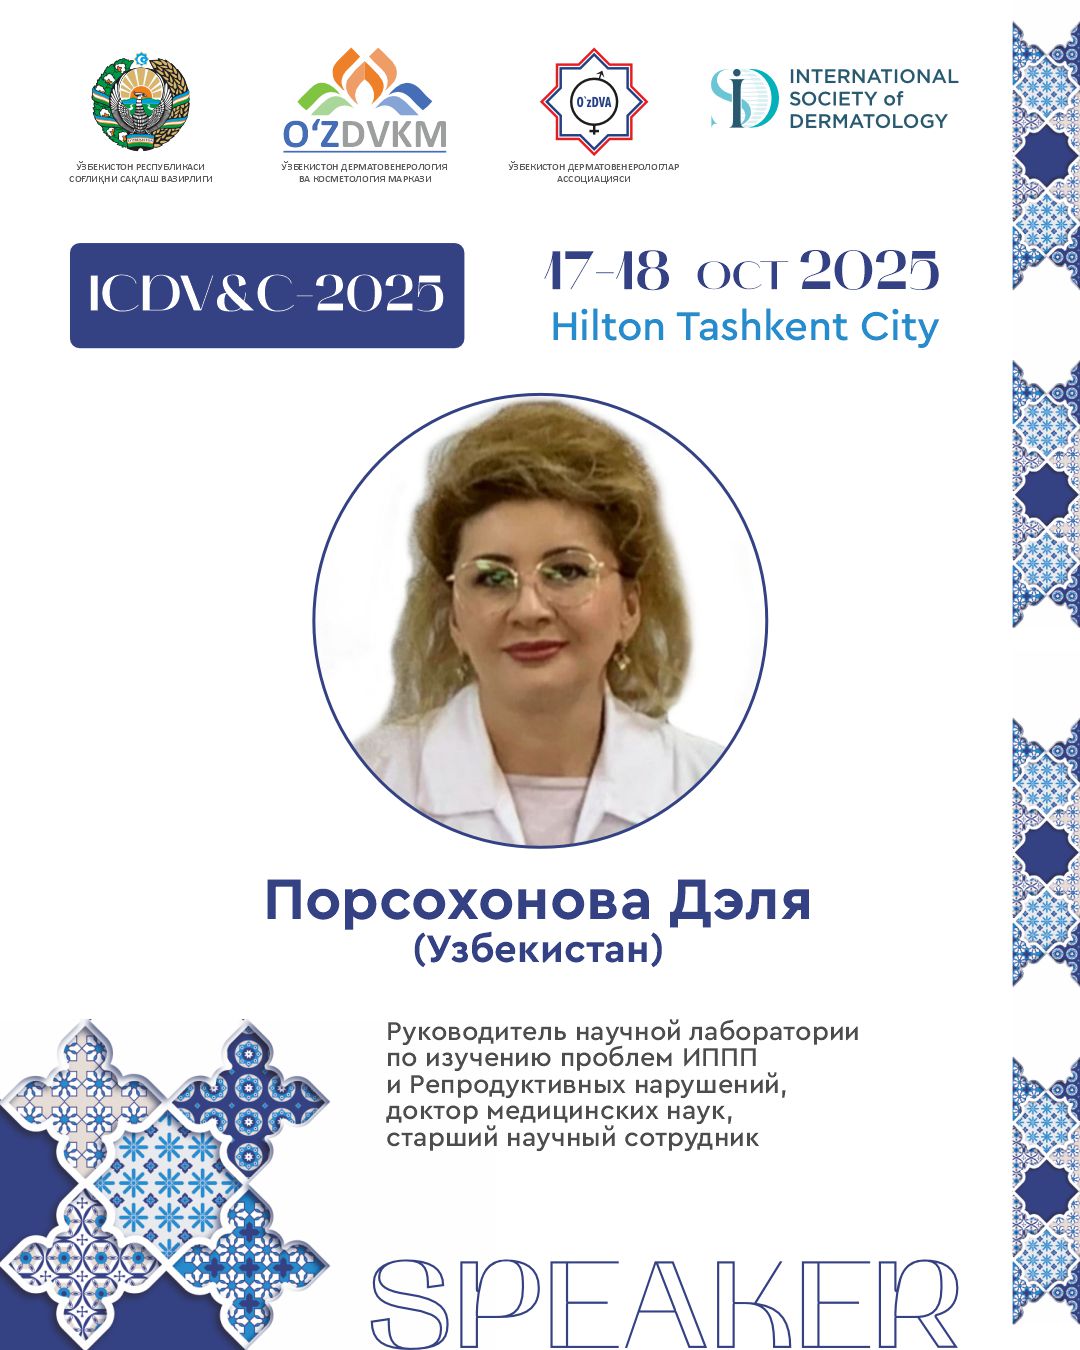 ЎЗБЕКИСТОН РЕСПУБЛИКАСИ
СОҒЛИҚНИ САҚЛАШ ВАЗИРЛИГИ
O‘ZDVKM
ЎЗБЕКИСТОН ДЕРМАТОВЕНЕРОЛОГИЯ
ВА КОСМЕТОЛОГИЯ МАРКАЗИ
O`zDVA
ЎЗБЕКИСТОН ДЕРМАТОВЕНЕРОЛОГЛАР
АССОЦИАЦИЯСИ
INTERNATIONAL
SOCIETY of
DERMATOLOGY
ICDV&C-2025
17-18 OCT 2025
Hilton Tashkent City
Порсохонова Дэля
(Узбекистан)
Руководитель научной лаборатории
по изучению проблем ИППП
и Репродуктивных нарушений,
доктор медицинских наук,
старший научный сотрудник
SPEAKER